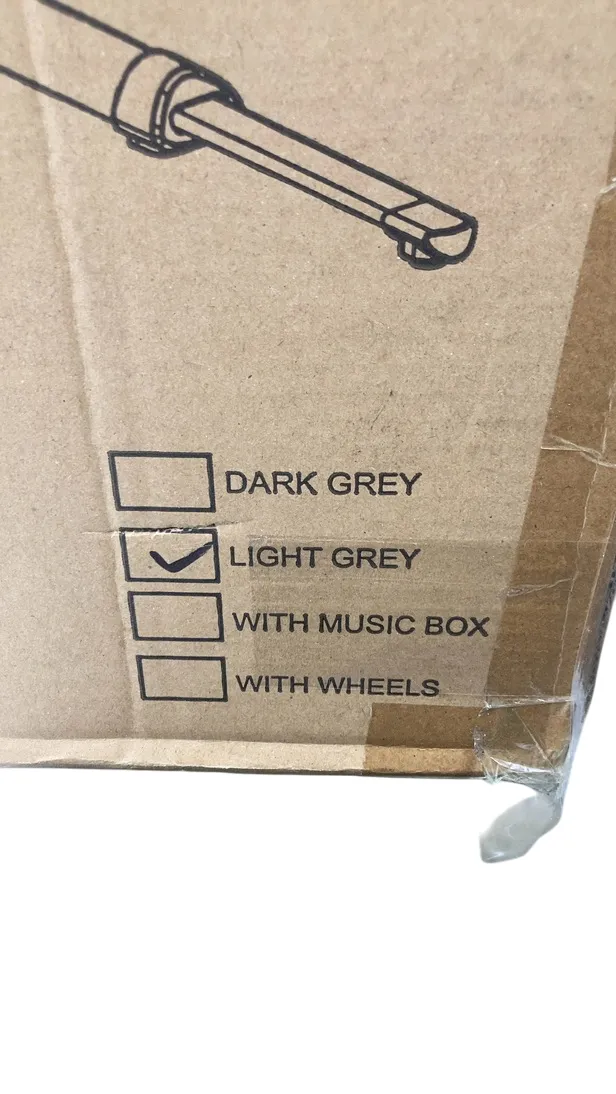 DARK GREY
LIGHT GREY
WITH MUSIC BOX
WITH WHEELS